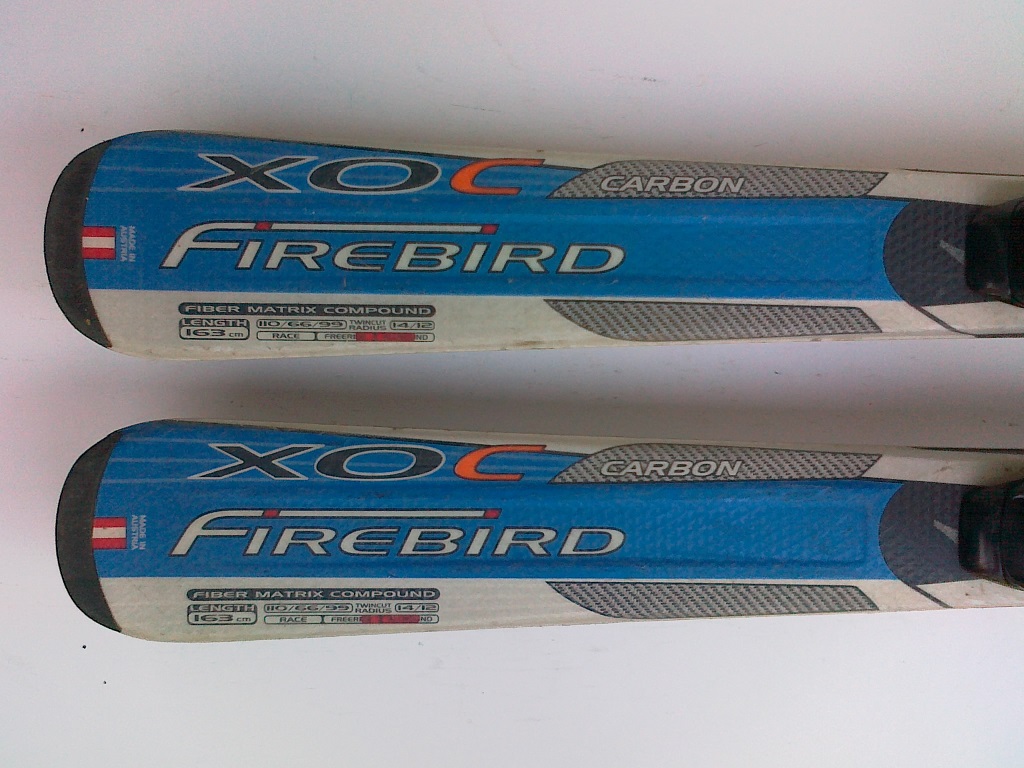 XOC CARBON
FIREBIRD
MADE IN
AUSTRIA
FIBER MATRIX COMPOUND
LENGTH 110/66/99 TWINCUT RADIUS 14/12
163 cm RACE
XOC CARBON
FIREBIRD
MADE IN
AUSTRIA
FIBER MATRIX COMPOUND
LENGTH 110/66/99 TWINCUT RADIUS 14/12
163 cm RACE